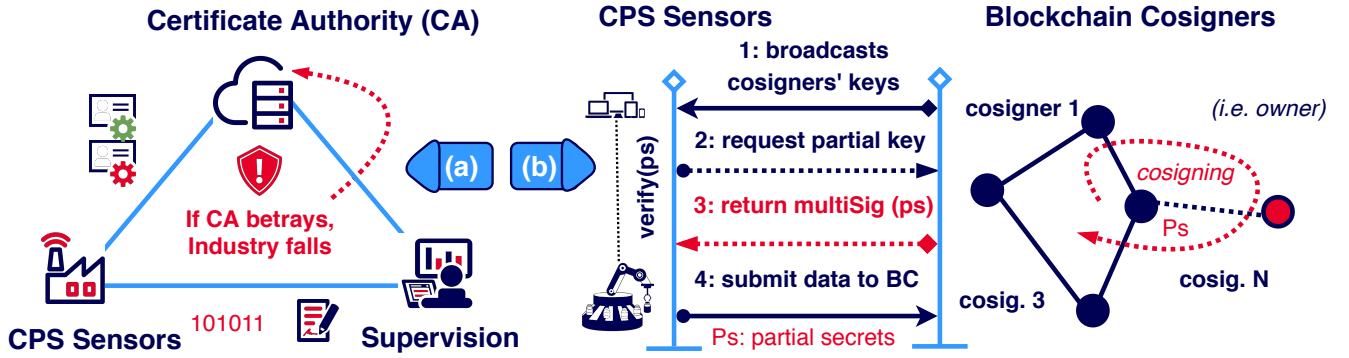 Certificate Authority (CA)
If CA betrays,
Industry falls
CPS Sensors
101011
Supervision
(a)
(b)
CPS Sensors
verify(ps)
1: broadcasts
cosigners' keys
2: request partial key
3: return multiSig (ps)
4: submit data to BC
Ps: partial secrets
Blockchain Cosigners
cosigner 1
(i.e. owner)
cosigning
Ps
cosig. N
cosig. 3